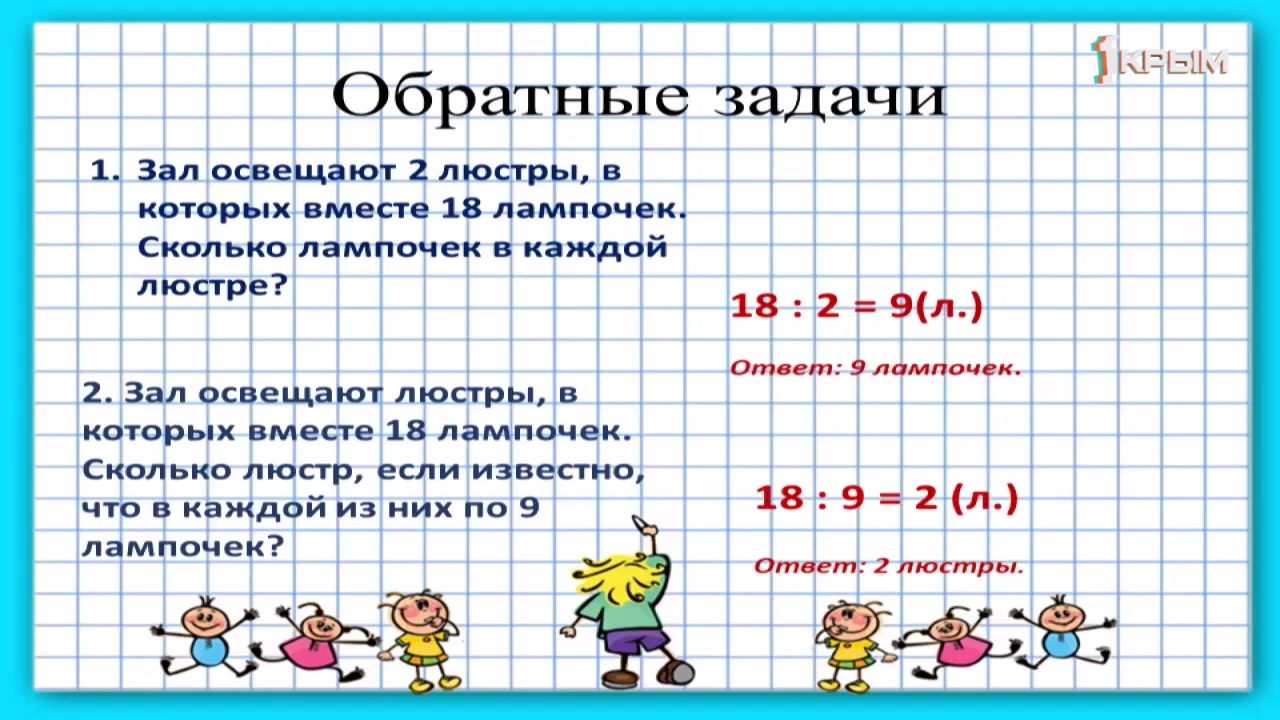 1КРЫМ
Обратные задачи
1. Зал освещают 2 люстры, в
которых вместе 18 лампочек.
Сколько лампочек в каждой
люстре?
18 : 2 = 9(л.)
Ответ: 9 лампочек.
2. Зал освещают люстры, в
которых вместе 18 лампочек.
Сколько люстр, если известно,
что в каждой из них по 9
лампочек?
18 : 9 = 2 (л.)
Ответ: 2 люстры.